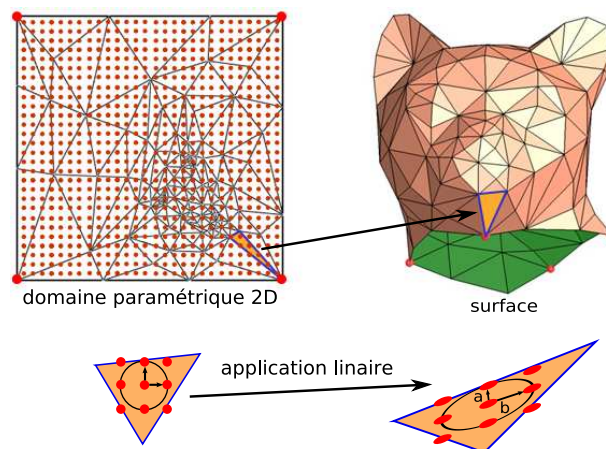 domaine paramétrique 2D
surface
application linaire
a
b